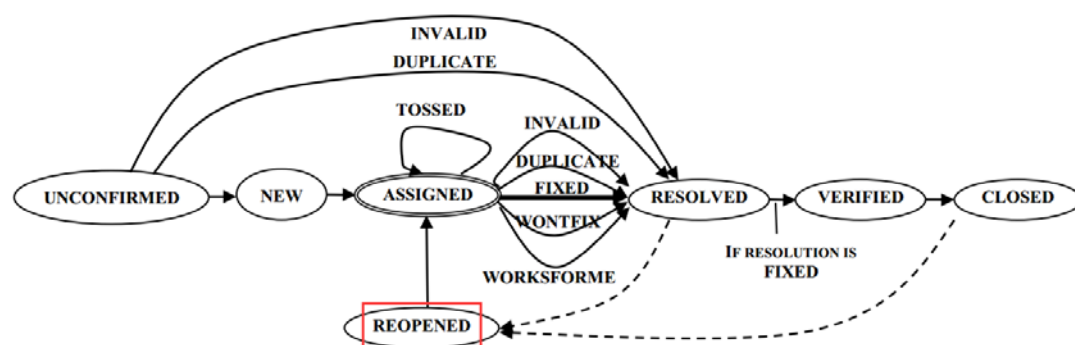 INVALID
DUPLICATE
TOSSED
INVALID
DUPLICATE
FIXED
UNCONFIRMED
NEW
ASSIGNED
RESOLVED
VERIFIED
CLOSED
WONTFIX
WORKSFORME
IF RESOLUTION IS
FIXED
REOPENED